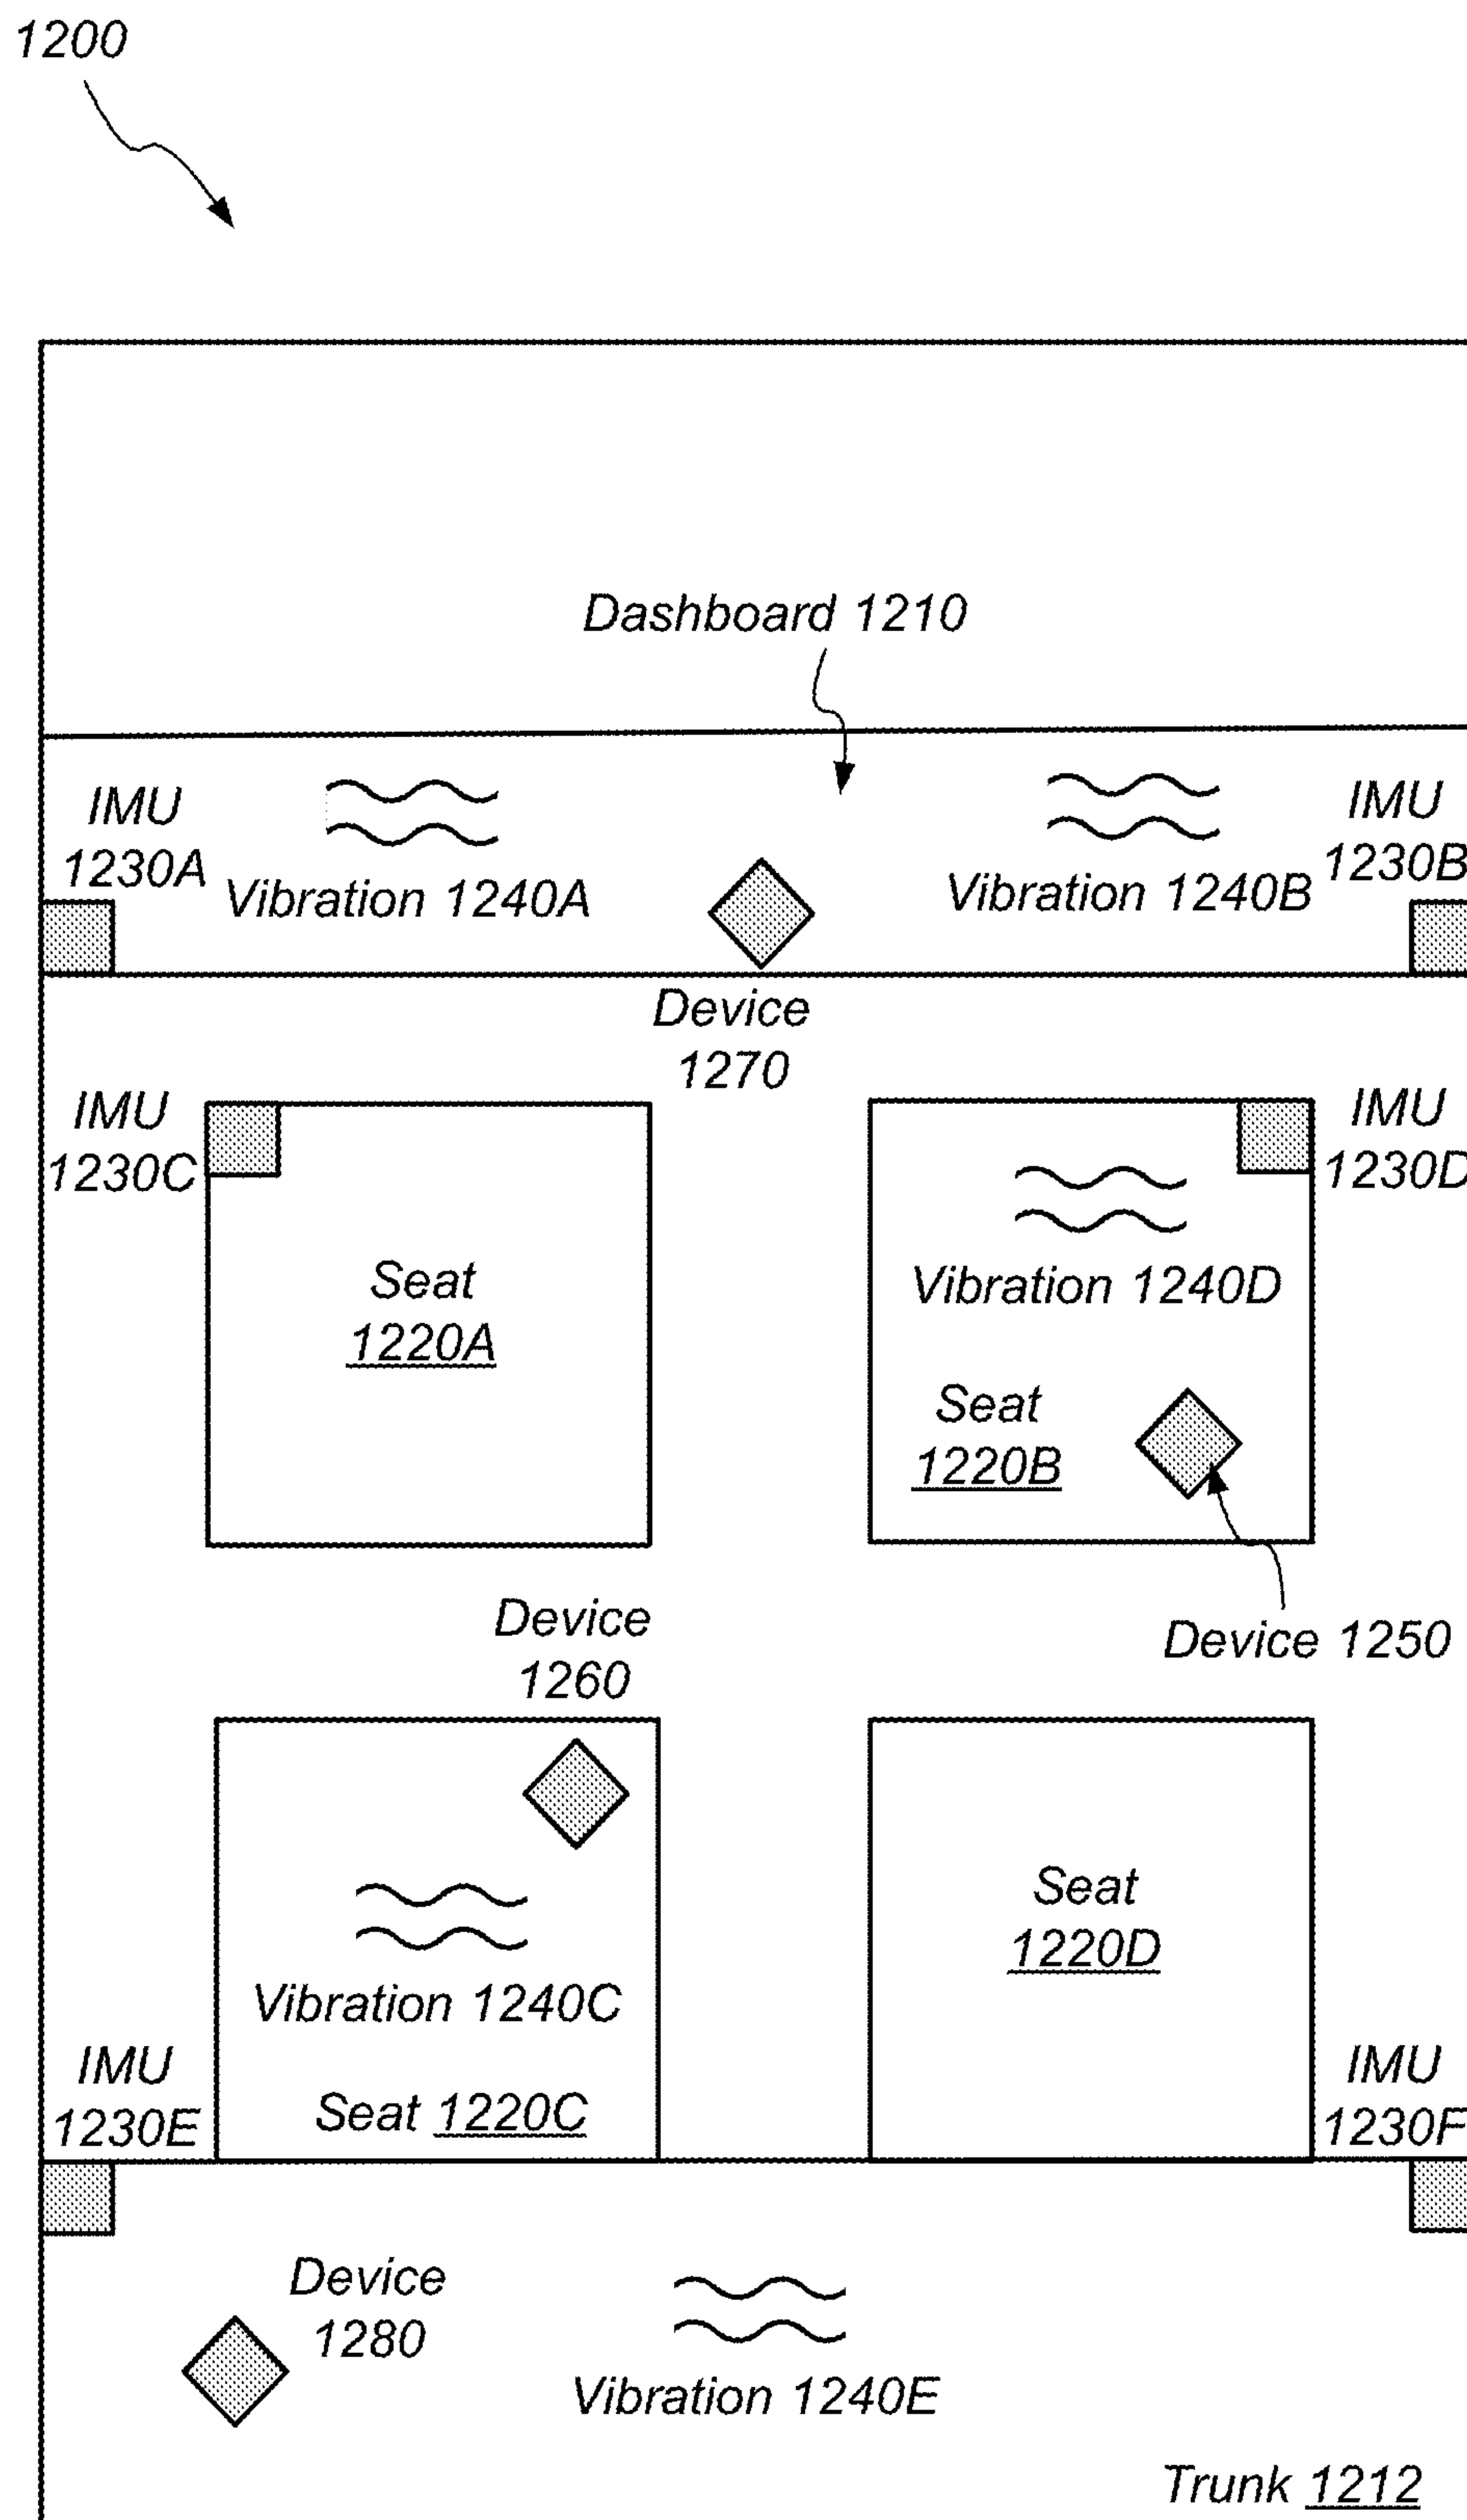 1200
Dashboard 1210
IMU
1230A
Vibration 1240A
Vibration 1240B
IMU
1230B
Device
1270
IMU
1230C
Seat
1220A
IMU
1230D
Vibration 1240D
Seat
1220B
Device 1250
Device
1260
Vibration 1240C
Seat 1220C
Seat
1220D
IMU
1230E
IMU
1230F
Device
1280
Vibration 1240E
Trunk 1212